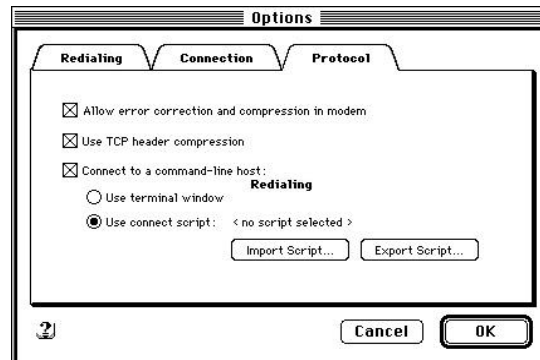 Options
Redialing Connection Protocol
Allow error correction and compression in modem
Use TCP header compression
Connect to a command-line host:
Redialing
Use terminal window
Use connect script: < no script selected >
Import Script... Export Script...
?
Cancel OK